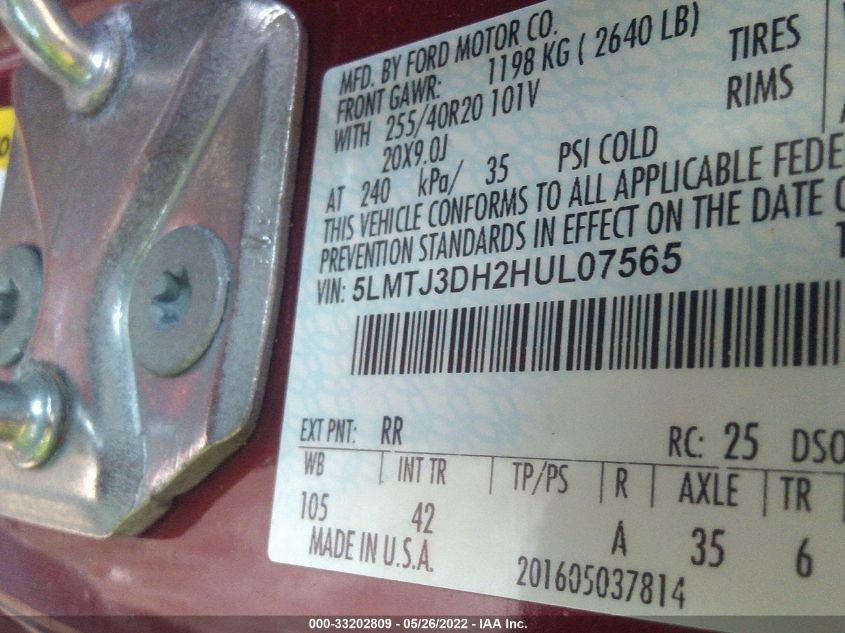 MFD. BY FORD MOTOR CO.
FRONT GAWR: 1198 KG ( 2640 LB)
WITH 255/40R20 101V TIRES
20X9.0J RIMS
AT 240 kPa/ 35 PSI COLD
THIS VEHICLE CONFORMS TO ALL APPLICABLE FEDE
PREVENTION STANDARDS IN EFFECT ON THE DATE
VIN: 5LMTJ3DH2HUL07565
EXT PNT: RR RC: 25 DSO
WB INT TR TP/PS R AXLE TR
105 42 A 35 6
MADE IN U.S.A.
201605037814
000-33202809 - 05/26/2022 - IAA Inc.